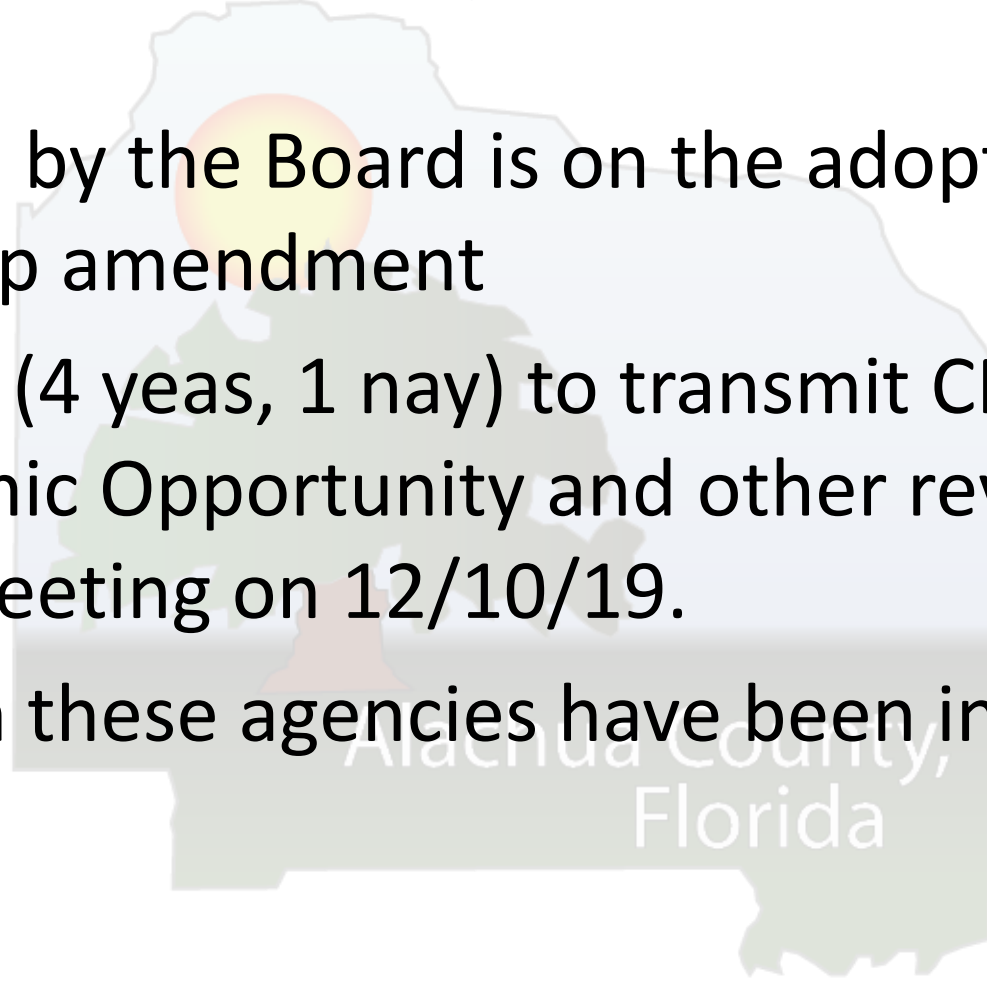 by the Board is on the adopt
p amendment
(4 yeas, 1 nay) to transmit C
nic Opportunity and other rev
eeting on 12/10/19.
these agencies have been in
Alachua County,
Florida